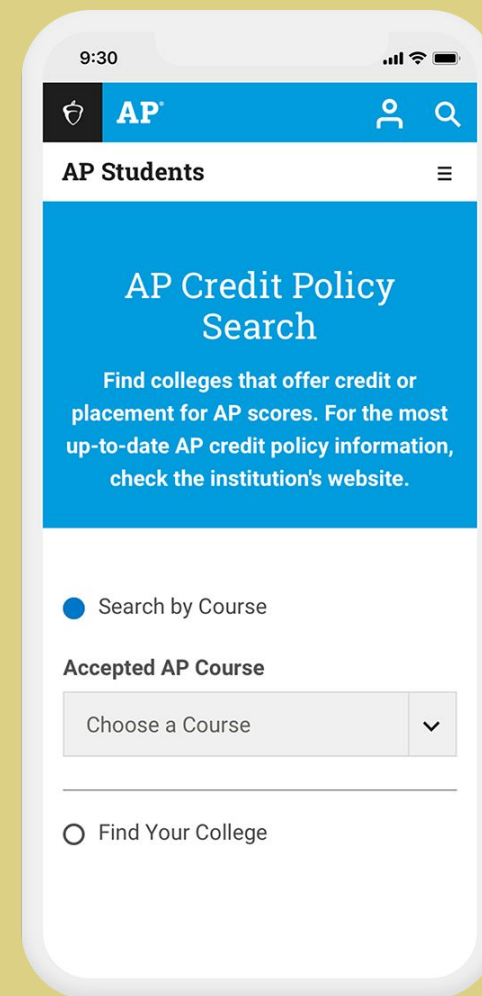 9:30
AP®
AP Students
AP Credit Policy
Search
Find colleges that offer credit or
placement for AP scores. For the most
up-to-date AP credit policy information,
check the institution's website.
Search by Course
Accepted AP Course
Choose a Course
Find Your College